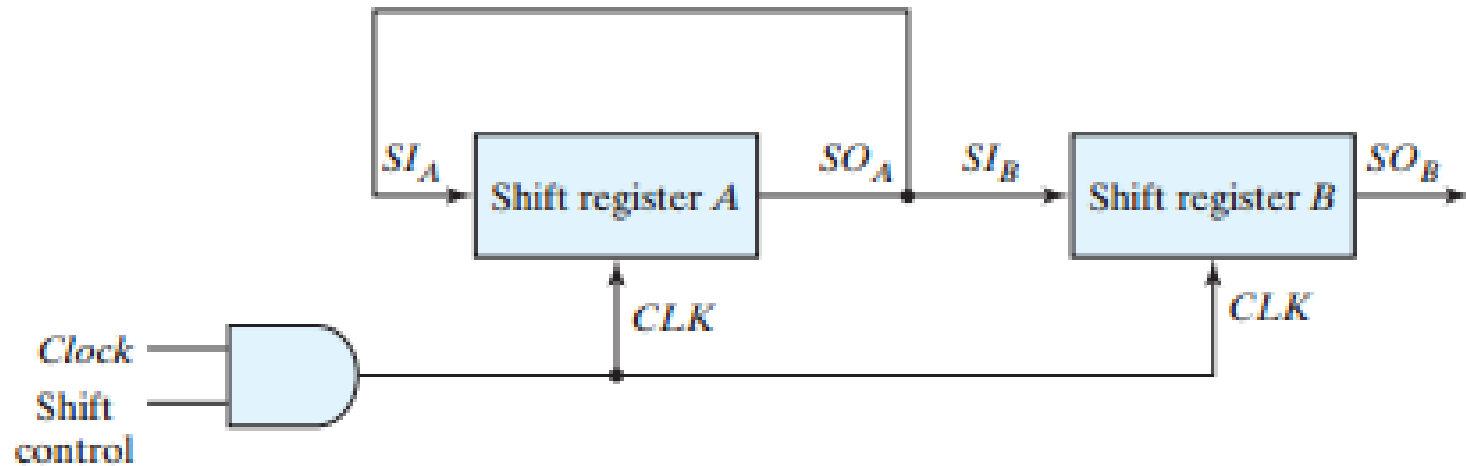 SI_A
Shift register A
SO_A
SI_B
Shift register B
SO_B
CLK
CLK
Clock
Shift
control